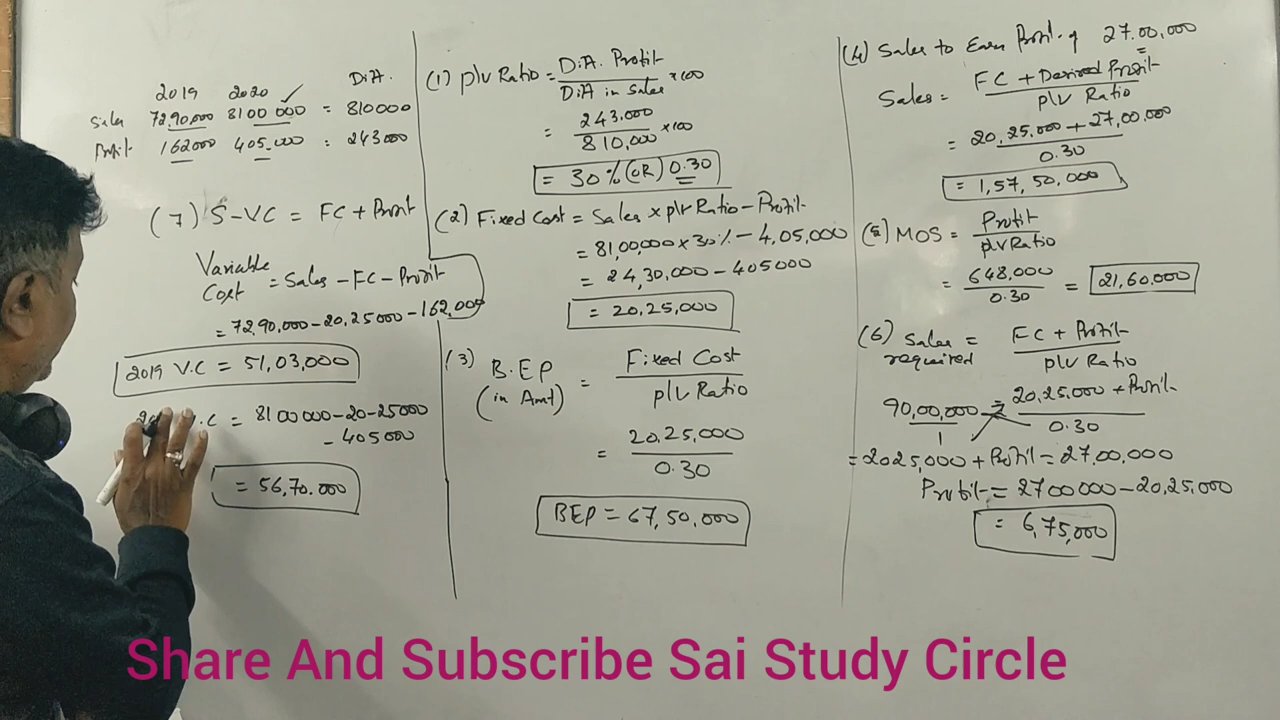 2019 2020 Diff.
Sales 72,90,000 8100 000 = 810000
Profit 162000 405,000 = 243000
(7) S-VC = FC + Profit
Variable Cost = Sales - FC - Profit
= 72,90,000 - 20,25000 - 162,000
2019 V.C = 51,03,000
.C = 8100000 - 20-25000
- 405000
= 56,70.000
(1) P/V Ratio = Diff. Profit / Diff in Sales × 100
= 243.000 / 810,000 × 100
= 30% (OR) 0.30
(2) Fixed Cost = Sales × P/V Ratio - Profit
= 81,00,000 × 30% - 4,05,000
= 24,30,000 - 405000
= 20,25,000
(3) B.EP (in Amt) = Fixed Cost / P/V Ratio
= 20,25,000 / 0.30
BEP = 67,50,000
(4) Sales to Earn Profit of 27,00,000
Sales = FC + Desired Profit / P/V Ratio
= 20,25,000 + 27,00,000 / 0.30
= 1,57,50,000
(5) MOS = Profit / P/V Ratio
= 648,000 / 0.30 = 21,60,000
(6) Sales required = FC + Profit / P/V Ratio
90,00,000 / 1 = 20,25,000 + Profit / 0.30
= 2025,000 + Profit = 27,00,000
Profit = 2700000 - 20,25,000
= 6,75,000
Share And Subscribe Sai Study Circle